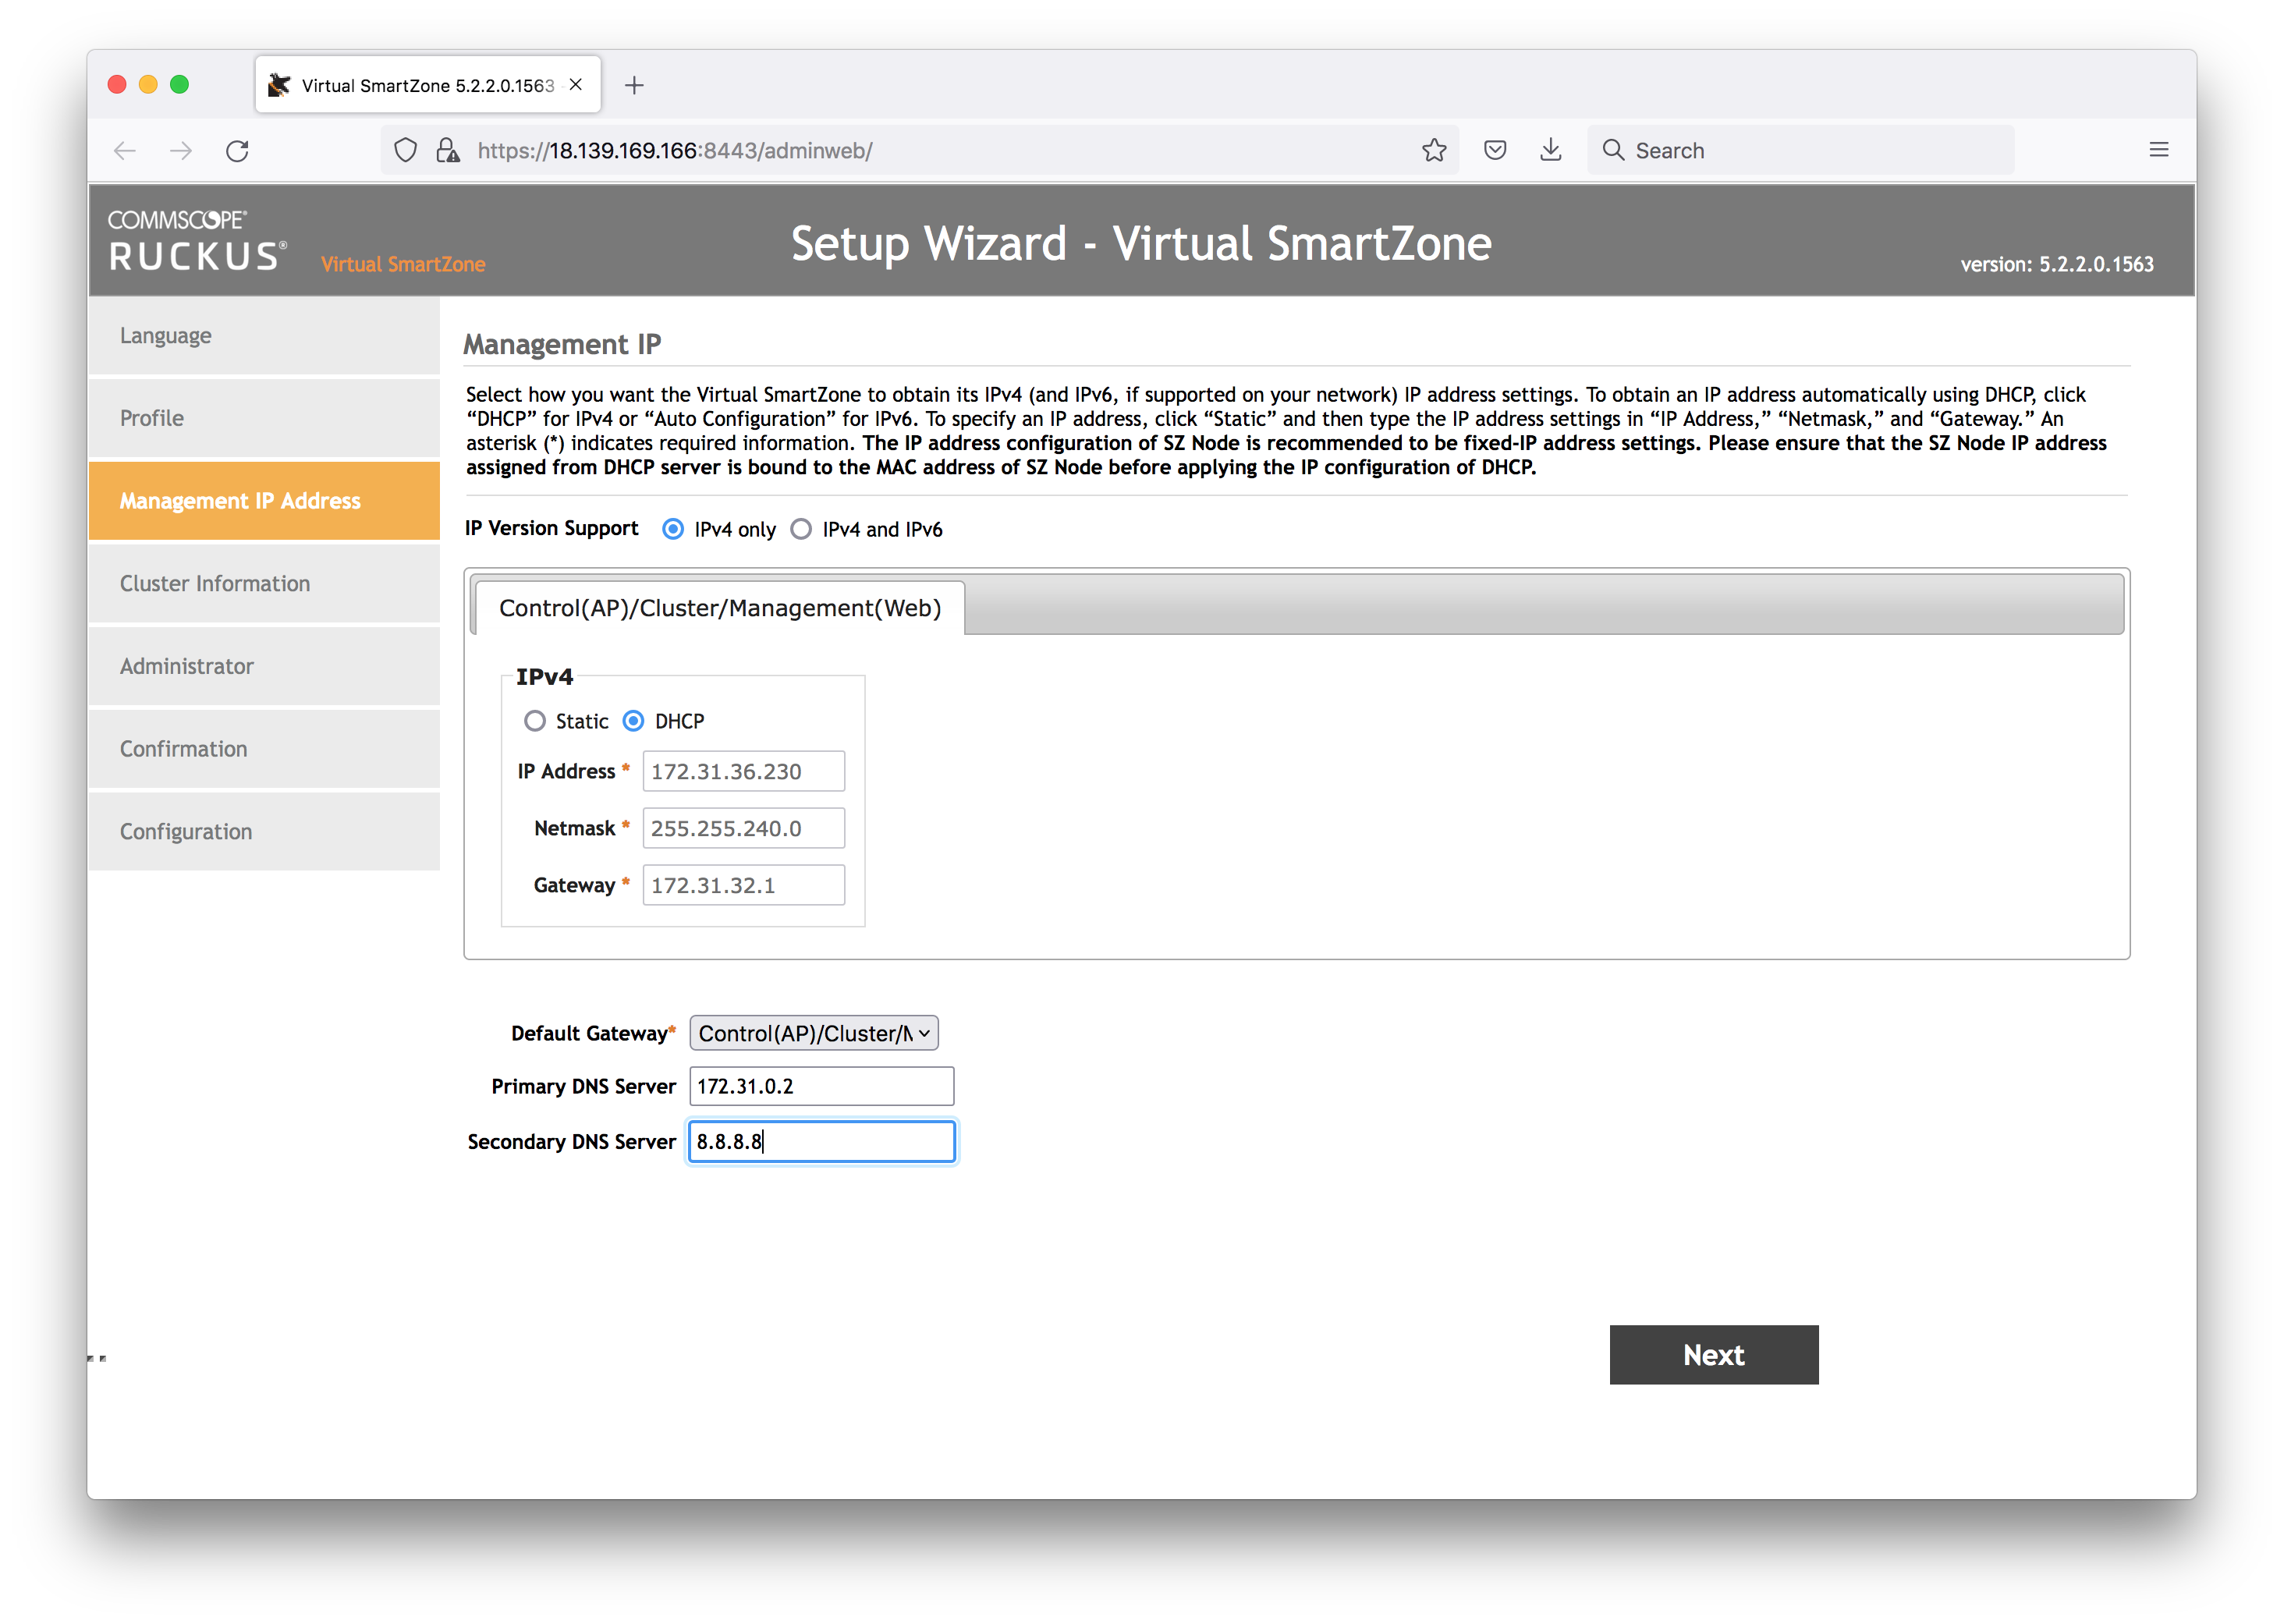 Virtual SmartZone 5.2.2.0.1563
https://18.139.169.166:8443/adminweb/
Search
COMMSCOPE®
RUCKUS®
Virtual SmartZone
Setup Wizard - Virtual SmartZone
version: 5.2.2.0.1563
Language
Profile
Management IP Address
Cluster Information
Administrator
Confirmation
Configuration
Management IP
Select how you want the Virtual SmartZone to obtain its IPv4 (and IPv6, if supported on your network) IP address settings. To obtain an IP address automatically using DHCP, click
“DHCP” for IPv4 or “Auto Configuration” for IPv6. To specify an IP address, click “Static” and then type the IP address settings in “IP Address,” “Netmask,” and “Gateway.” An
asterisk (*) indicates required information. The IP address configuration of SZ Node is recommended to be fixed-IP address settings. Please ensure that the SZ Node IP address
assigned from DHCP server is bound to the MAC address of SZ Node before applying the IP configuration of DHCP.
IP Version Support IPv4 only IPv4 and IPv6
Control(AP)/Cluster/Management(Web)
IPv4
Static DHCP
IP Address * 172.31.36.230
Netmask * 255.255.240.0
Gateway * 172.31.32.1
Default Gateway* Control(AP)/Cluster/M
Primary DNS Server 172.31.0.2
Secondary DNS Server 8.8.8.8
Next